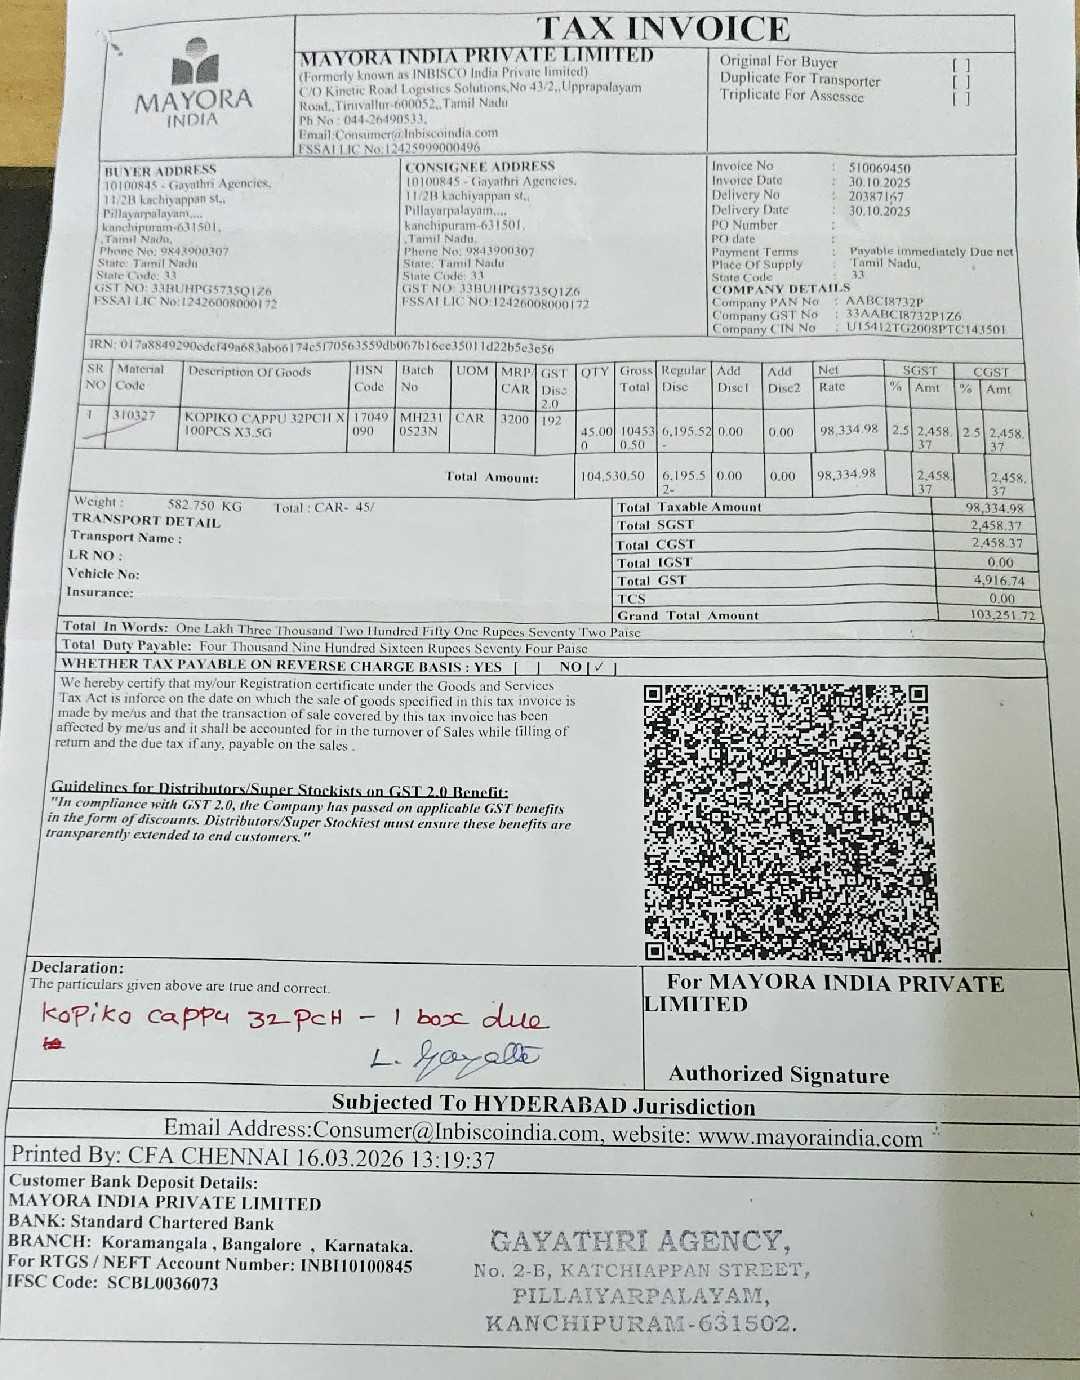 TAX INVOICE
MAYORA
INDIA
MAYORA INDIA PRIVATE LIMITED
(Formerly known as INBISCO India Private limited)
C/O Kinetic Road Logistics Solutions,No 43/2,,Upprapalayam
Road,,Tiruvallur-600052,,Tamil Nadu
Ph No : 044-26490533,
Email:Consumer@Inbiscoindia.com
FSSAI LIC No:12425999000496
Original For Buyer [ ]
Duplicate For Transporter [ ]
Triplicate For Assessee [ ]
BUYER ADDRESS
10100845 - Gayathri Agencies,
11/2B kachiyappan st,,
Pillayarpalayam,,,,
kanchipuram-631501,
,Tamil Nadu,
Phone No: 9843900307
State: Tamil Nadu
State Code: 33
GST NO: 33BUHPG5735Q1Z6
FSSAI LIC No:12426008000172
CONSIGNEE ADDRESS
10100845 - Gayathri Agencies,
11/2B kachiyappan st,,
Pillayarpalayam,,,,
kanchipuram-631501,
,Tamil Nadu,
Phone No: 9843900307
State: Tamil Nadu
State Code: 33
GST NO: 33BUHPG5735Q1Z6
FSSAI LIC NO:12426008000172
Invoice No : 510069450
Invoice Date : 30.10.2025
Delivery No : 20387167
Delivery Date : 30.10.2025
PO Number :
PO date :
Payment Terms : Payable immediately Due net
Place Of Supply : Tamil Nadu,
State Code : 33
COMPANY DETAILS
Company PAN No : AABCI8732P
Company GST No : 33AABCI8732P1Z6
Company CIN No : U15412TG2008PTC143501
IRN:
SR NO Material Code Description Of Goods HSN Code Batch No UOM MRP/CAR GST Disc 2.0 QTY Gross Total Regular Disc Add Disc1 Add Disc2 Net Rate SGST % Amt CGST % Amt
1 310327 KOPIKO CAPPU 32PCH X 17049 MH231 CAR 3200 192
100PCS X3.5G 090 0523N 45.00 10453 6,195.52 0.00 0.00 98,334.98 2.5 2,458. 2.5 2,458.
0 0.50 - 37 37
Total Amount: 104,530.50 6,195.5 0.00 0.00 98,334.98 2,458. 2,458.
2- 37 37
Weight : 582.750 KG Total : CAR- 45/
TRANSPORT DETAIL
Transport Name :
LR NO :
Vehicle No:
Insurance:
Total Taxable Amount 98,334.98
Total SGST 2,458.37
Total CGST 2,458.37
Total IGST 0.00
Total GST 4,916.74
TCS 0.00
Grand Total Amount 103,251.72
Total In Words: One Lakh Three Thousand Two Hundred Fifty One Rupees Seventy Two Paise
Total Duty Payable: Four Thousand Nine Hundred Sixteen Rupees Seventy Four Paise
WHETHER TAX PAYABLE ON REVERSE CHARGE BASIS : YES [ ] NO [✓ ]
We hereby certify that my/our Registration certificate under the Goods and Services
Tax Act is inforce on the date on which the sale of goods specified in this tax invoice is
made by me/us and that the transaction of sale covered by this tax invoice has been
affected by me/us and it shall be accounted for in the turnover of Sales while filling of
return and the due tax if any, payable on the sales .
Guidelines for Distributors/Super Stockists on GST 2.0 Benefit:
"In compliance with GST 2.0, the Company has passed on applicable GST benefits
in the form of discounts. Distributors/Super Stockiest must ensure these benefits are
transparently extended to end customers."
Declaration:
The particulars given above are true and correct.
Kopiko cappu 32PCH - 1 box due
L. Gayathri
For MAYORA INDIA PRIVATE
LIMITED
Authorized Signature
Subjected To HYDERABAD Jurisdiction
Email Address:Consumer@Inbiscoindia.com, website: www.mayoraindia.com
Printed By: CFA CHENNAI 16.03.2026 13:19:37
Customer Bank Deposit Details:
MAYORA INDIA PRIVATE LIMITED
BANK: Standard Chartered Bank
BRANCH: Koramangala , Bangalore , Karnataka.
For RTGS / NEFT Account Number: INBI10100845
IFSC Code: SCBL0036073
GAYATHRI AGENCY,
No. 2-B, KATCHIAPPAN STREET,
PILLAIYARPALAYAM,
KANCHIPURAM-631502.